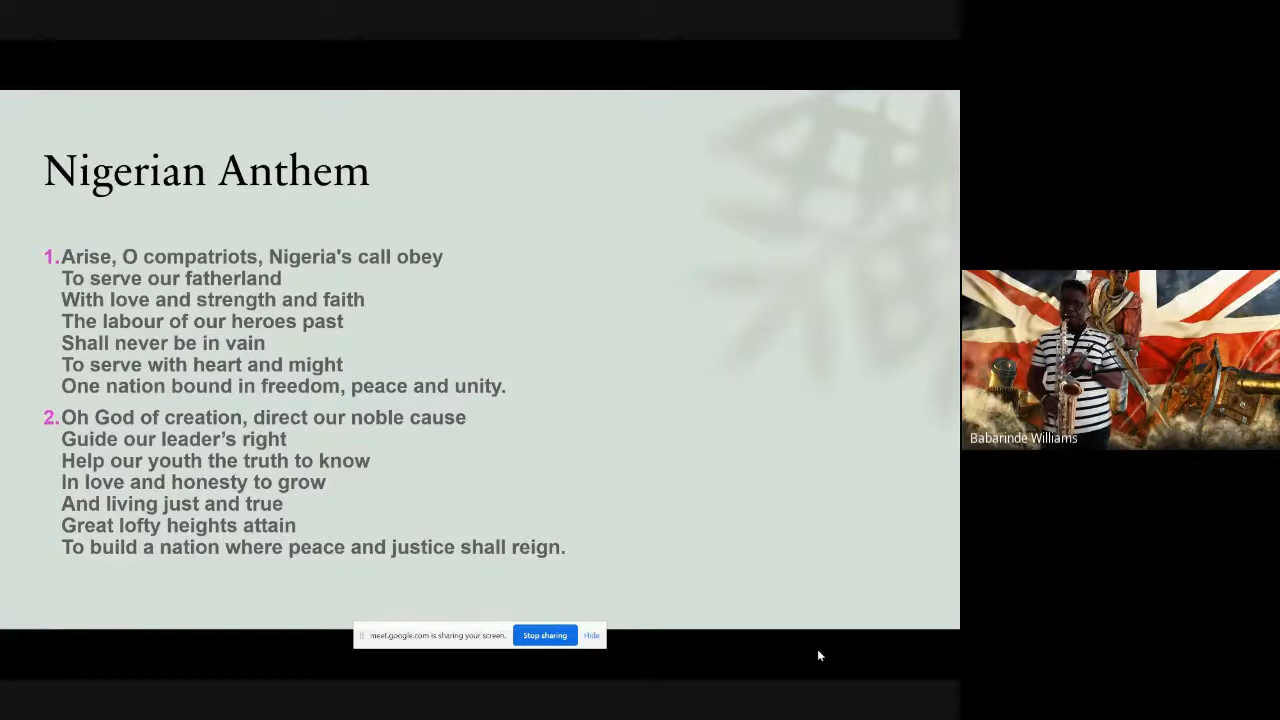 Nigerian Anthem
1. Arise, O compatriots, Nigeria's call obey
To serve our fatherland
With love and strength and faith
The labour of our heroes past
Shall never be in vain
To serve with heart and might
One nation bound in freedom, peace and unity.
2. Oh God of creation, direct our noble cause
Guide our leader’s right
Help our youth the truth to know
In love and honesty to grow
And living just and true
Great lofty heights attain
To build a nation where peace and justice shall reign.
meet.google.com is sharing your screen. Stop sharing Hide
Babarinde Williams